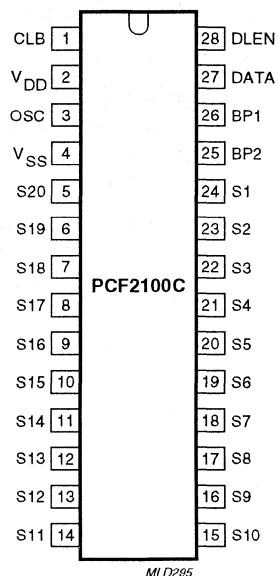 CLB 1 28 DLEN
VDD 2 27 DATA
OSC 3 26 BP1
VSS 4 25 BP2
S20 5 24 S1
S19 6 23 S2
S18 7 22 S3
PCF2100C
S17 8 21 S4
S16 9 20 S5
S15 10 19 S6
S14 11 18 S7
S13 12 17 S8
S12 13 16 S9
S11 14 15 S10
MLD295